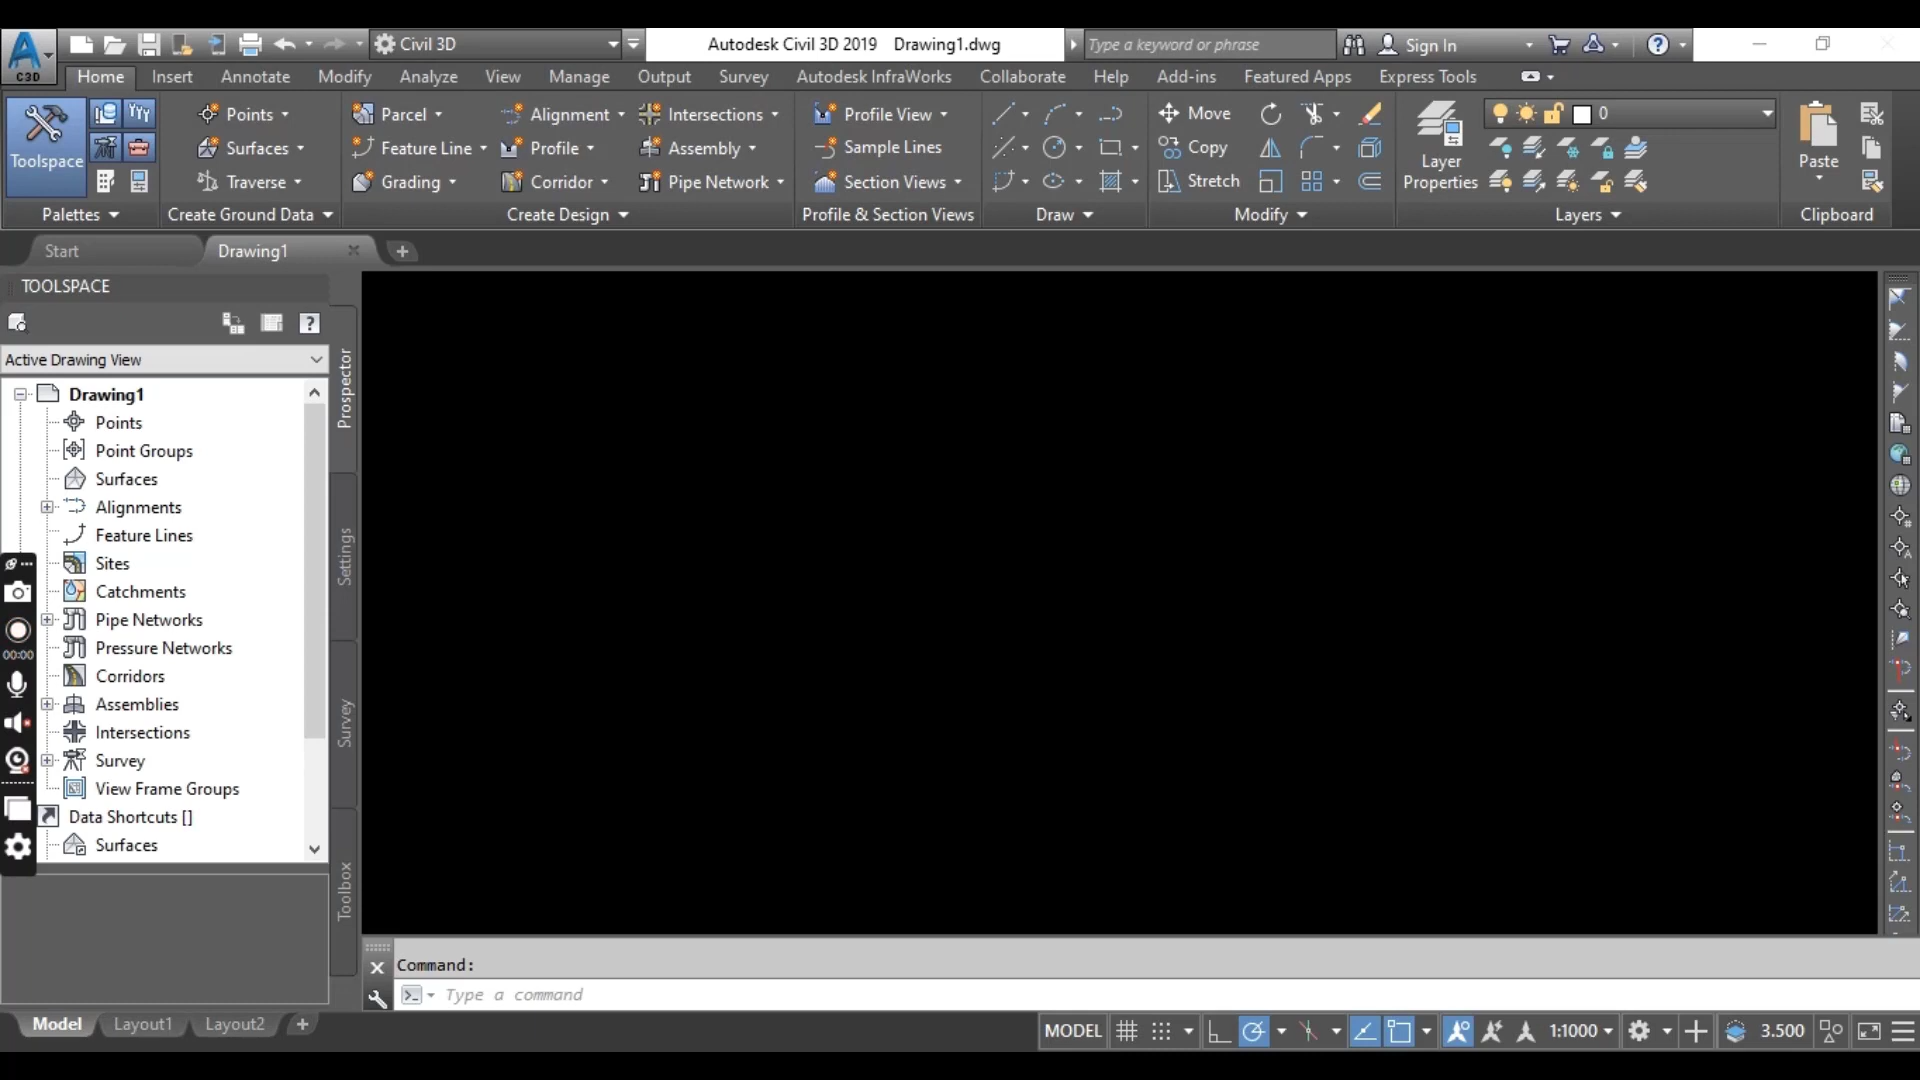 C3D
Civil 3D
Autodesk Civil 3D 2019 Drawing1.dwg
Type a keyword or phrase
Sign In
?
Home Insert Annotate Modify Analyze View Manage Output Survey Autodesk InfraWorks Collaborate Help Add-ins Featured Apps Express Tools
Toolspace
Palettes
Points
Surfaces
Traverse
Create Ground Data
Parcel
Feature Line
Grading
Alignment
Profile
Corridor
Intersections
Assembly
Pipe Network
Create Design
Profile View
Sample Lines
Section Views
Profile & Section Views
Draw
Move
Copy
Stretch
Modify
Layer
Properties
0
Layers
Paste
Clipboard
Start
Drawing1
TOOLSPACE
?
Active Drawing View
Drawing1
Points
Point Groups
Surfaces
Alignments
Feature Lines
Sites
Catchments
Pipe Networks
Pressure Networks
Corridors
Assemblies
Intersections
Survey
View Frame Groups
Data Shortcuts []
Surfaces
00:00
Prospector
Settings
Survey
Toolbox
Command:
Type a command
Model Layout1 Layout2
MODEL
1:1000
3.500